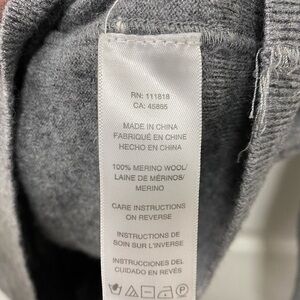 RN: 111818
CA: 45865
MADE IN CHINA
FABRIQUÉ EN CHINE
HECHO EN CHINA
100% MERINO WOOL/
LAINE DE MÉRINOS/
MERINO
CARE INSTRUCTIONS
ON REVERSE
INSTRUCTIONS DE
SOIN SUR L'INVERSE
INSTRUCCIONES DEL
CUIDADO EN REVÉS